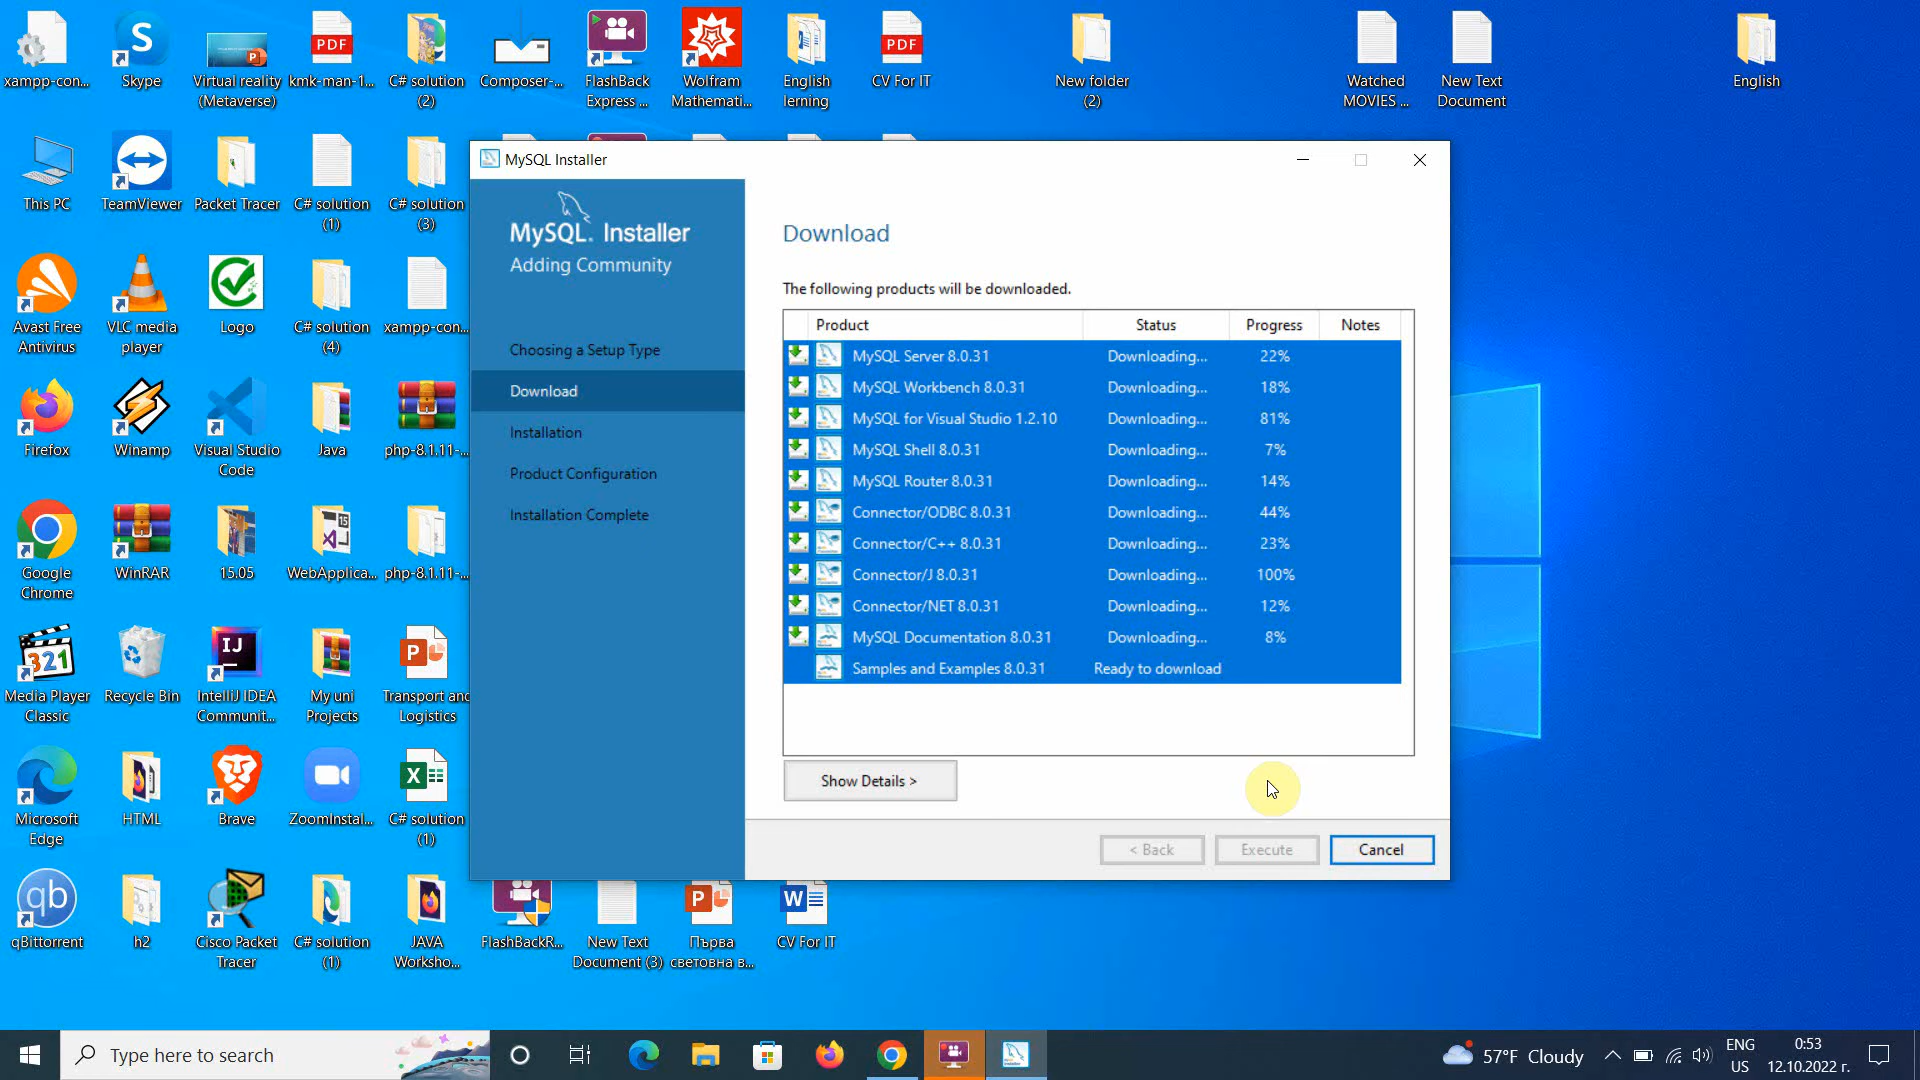 xampp-con...
Skype
Virtual reality
(Metaverse)
kmk-man-1...
C# solution
(2)
Composer-...
FlashBack
Express ...
Wolfram
Mathemati...
English
lerning
CV For IT
New folder
(2)
Watched
MOVIES ...
New Text
Document
English
This PC
TeamViewer
Packet Tracer
C# solution
(1)
C# solution
(3)
Avast Free
Antivirus
VLC media
player
Logo
C# solution
(4)
xampp-con...
Firefox
Winamp
Visual Studio
Code
Java
php-8.1.11-...
Google
Chrome
WinRAR
15.05
WebApplica...
php-8.1.11-...
Media Player
Classic
Recycle Bin
IntelliJ IDEA
Communit...
My uni
Projects
Transport and
Logistics
Microsoft
Edge
HTML
Brave
ZoomInstal...
C# solution
(1)
qBittorrent
h2
Cisco Packet
Tracer
C# solution
(1)
JAVA
Worksho...
FlashBackR...
New Text
Document (3)
Първа
световна в...
CV For IT
MySQL Installer
MySQL. Installer
Adding Community
Choosing a Setup Type
Download
Installation
Product Configuration
Installation Complete
Download
The following products will be downloaded.
Product Status Progress Notes
MySQL Server 8.0.31 Downloading... 22%
MySQL Workbench 8.0.31 Downloading... 18%
MySQL for Visual Studio 1.2.10 Downloading... 81%
MySQL Shell 8.0.31 Downloading... 7%
MySQL Router 8.0.31 Downloading... 14%
Connector/ODBC 8.0.31 Downloading... 44%
Connector/C++ 8.0.31 Downloading... 23%
Connector/J 8.0.31 Downloading... 100%
Connector/NET 8.0.31 Downloading... 12%
MySQL Documentation 8.0.31 Downloading... 8%
Samples and Examples 8.0.31 Ready to download
Show Details >
< Back Execute Cancel
Type here to search
57°F Cloudy
ENG
US
0:53
12.10.2022 г.